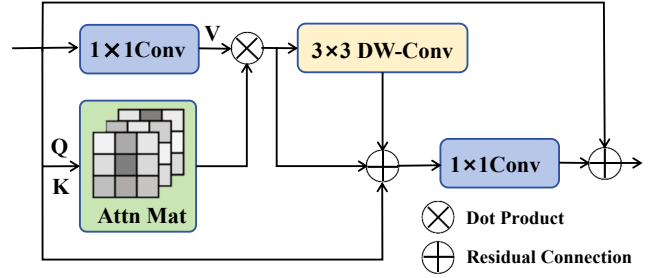 1×1Conv
V
3×3 DW-Conv
Q
K
Attn Mat
1×1Conv
Dot Product
Residual Connection